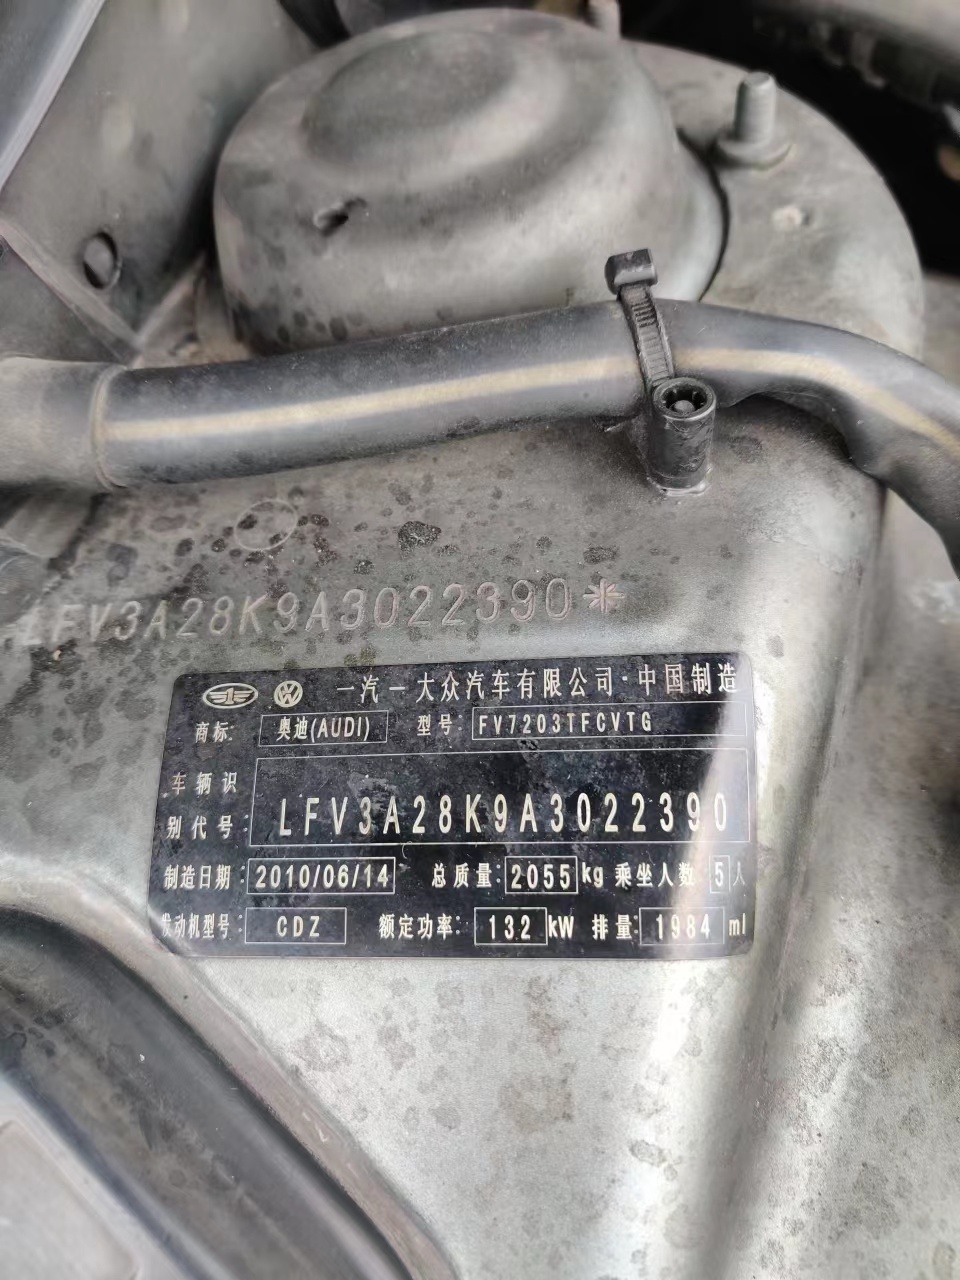 LFV3A28K9A3022390*
一汽－大众汽车有限公司·中国制造
商标: 奥迪(AUDI) 型号: FV7203TFCVTG
车辆识
别代号: LFV3A28K9A3022390
制造日期: 2010/06/14 总质量: 2055 kg 乘坐人数 5 人
发动机型号: CDZ 额定功率: 132 kW 排量: 1984 ml